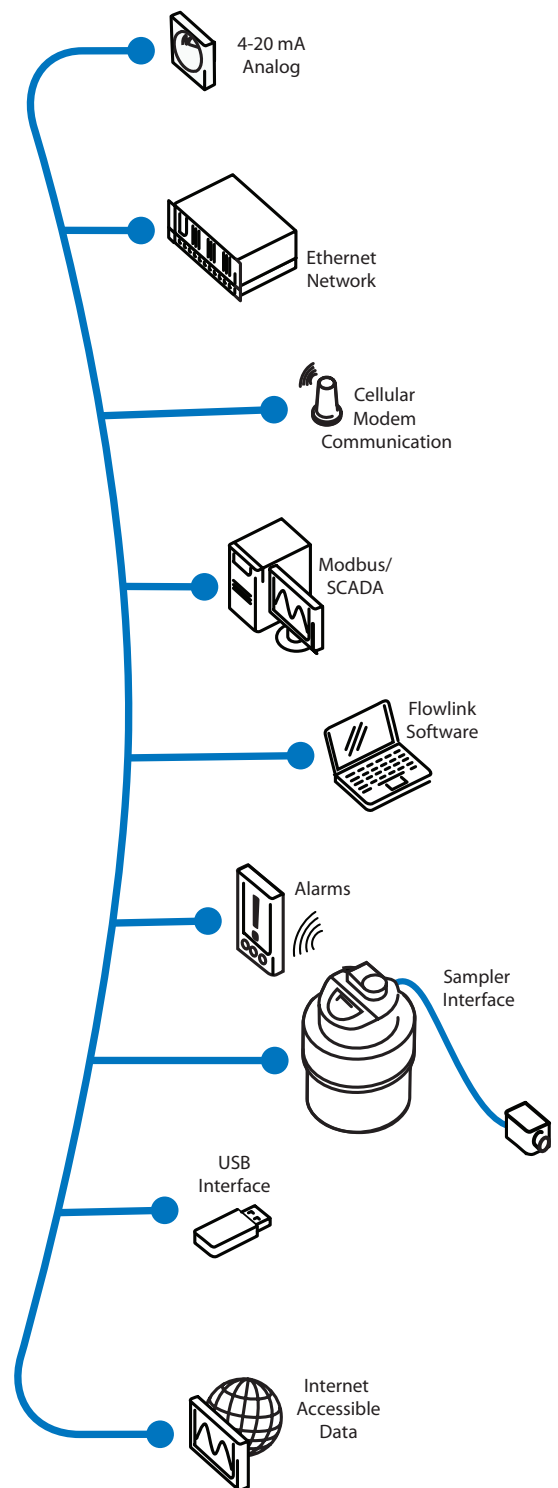 4-20 mA
Analog
Ethernet
Network
Cellular
Modem
Communication
Modbus/
SCADA
Flowlink
Software
Alarms
Sampler
Interface
USB
Interface
Internet
Accessible
Data